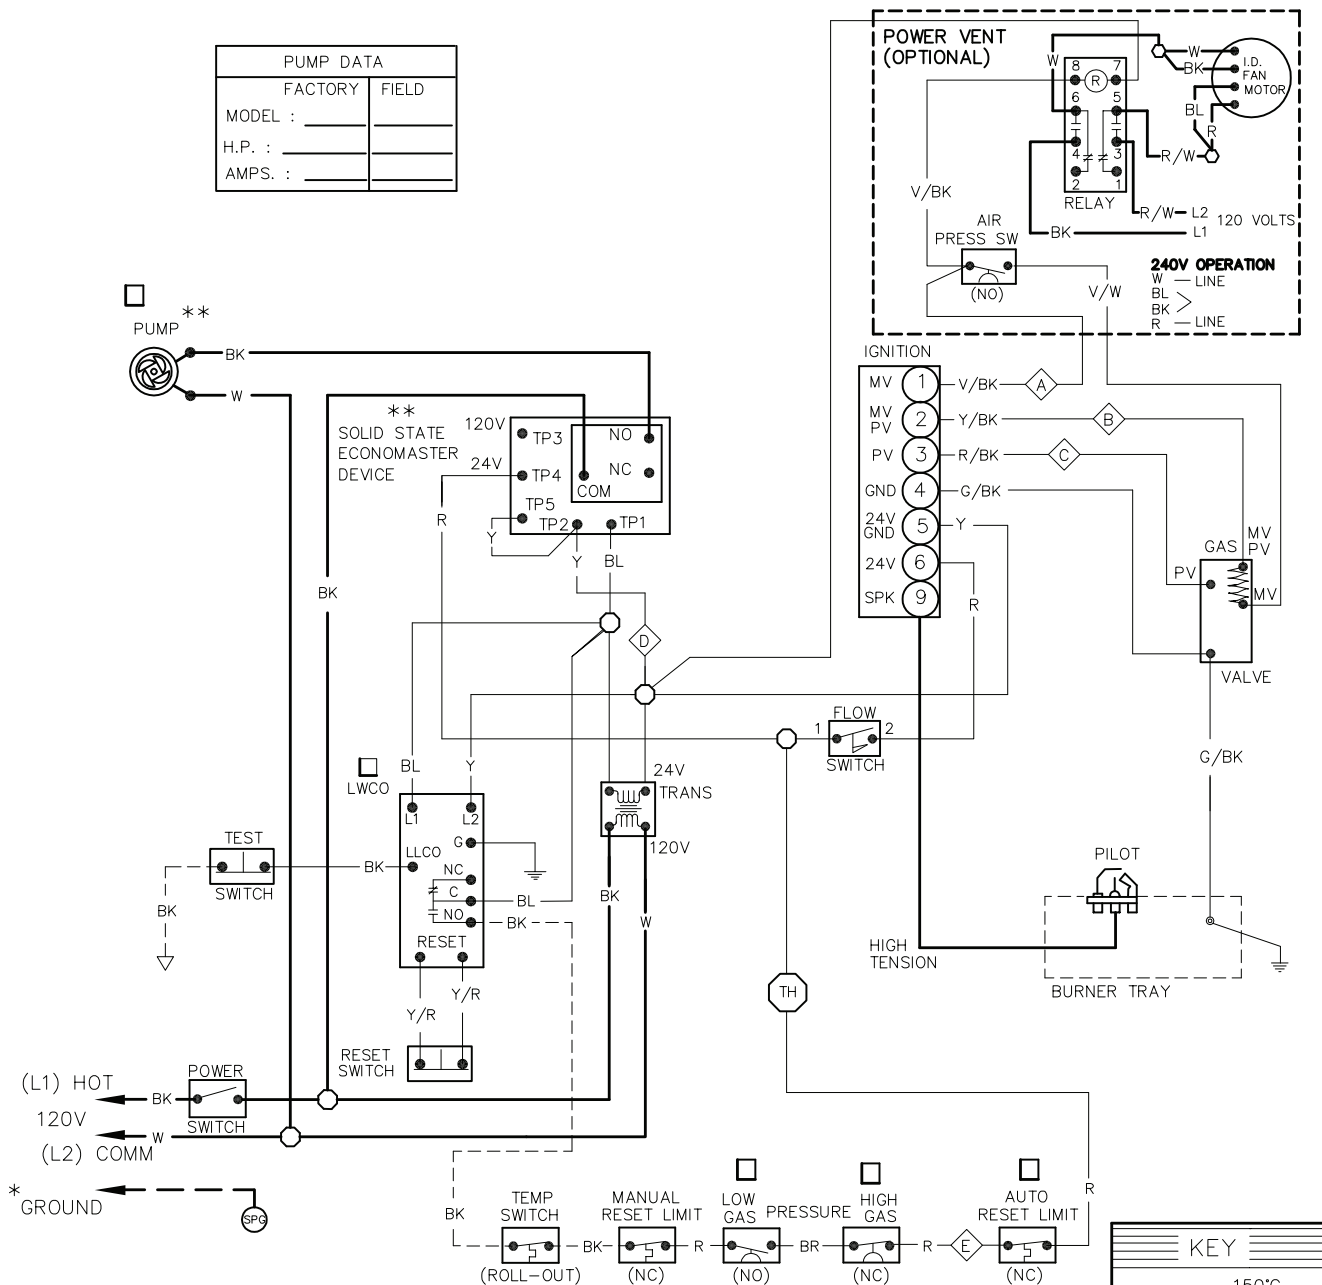 PUMP DATA
FACTORY FIELD
MODEL :
H.P. :
AMPS. :
POWER VENT
(OPTIONAL)
W
W
BK
I.D.
FAN
MOTOR
BL
R
8 7
R
6 5
4 3
2 1
RELAY
R/W
R/W
L2
BK
L1
120 VOLTS
V/BK
AIR
PRESS SW
(NO)
V/W
240V OPERATION
W — LINE
BL
BK
R — LINE
PUMP **
BK
W
**
SOLID STATE
ECONOMASTER
DEVICE
120V
TP3
NO
24V
TP4
NC
COM
TP5
TP2
TP1
R
Y
Y
BL
BK
D
IGNITION
MV 1 V/BK A
MV
PV 2 Y/BK B
PV 3 R/BK C
GND 4 G/BK
24V
GND 5 Y
24V 6
R
SPK 9
GAS
MV
PV
PV
MV
VALVE
G/BK
FLOW
1 2
SWITCH
LWCO
BL
Y
24V
TRANS
120V
L1 L2
G
LLCO
NC
C
NO
RESET
TEST
SWITCH
BK
BK
BL
BK
BK
W
Y/R
Y/R
RESET
SWITCH
TH
PILOT
HIGH
TENSION
BURNER TRAY
(L1) HOT
BK
POWER
SWITCH
120V
W
(L2) COMM
*
GROUND
SPG
BK
TEMP
SWITCH
(ROLL-OUT)
BK
MANUAL
RESET LIMIT
(NC)
R
LOW
GAS
(NO)
PRESSURE
BR
HIGH
GAS
(NC)
R
E
AUTO
RESET LIMIT
(NC)
R
KEY
150°C